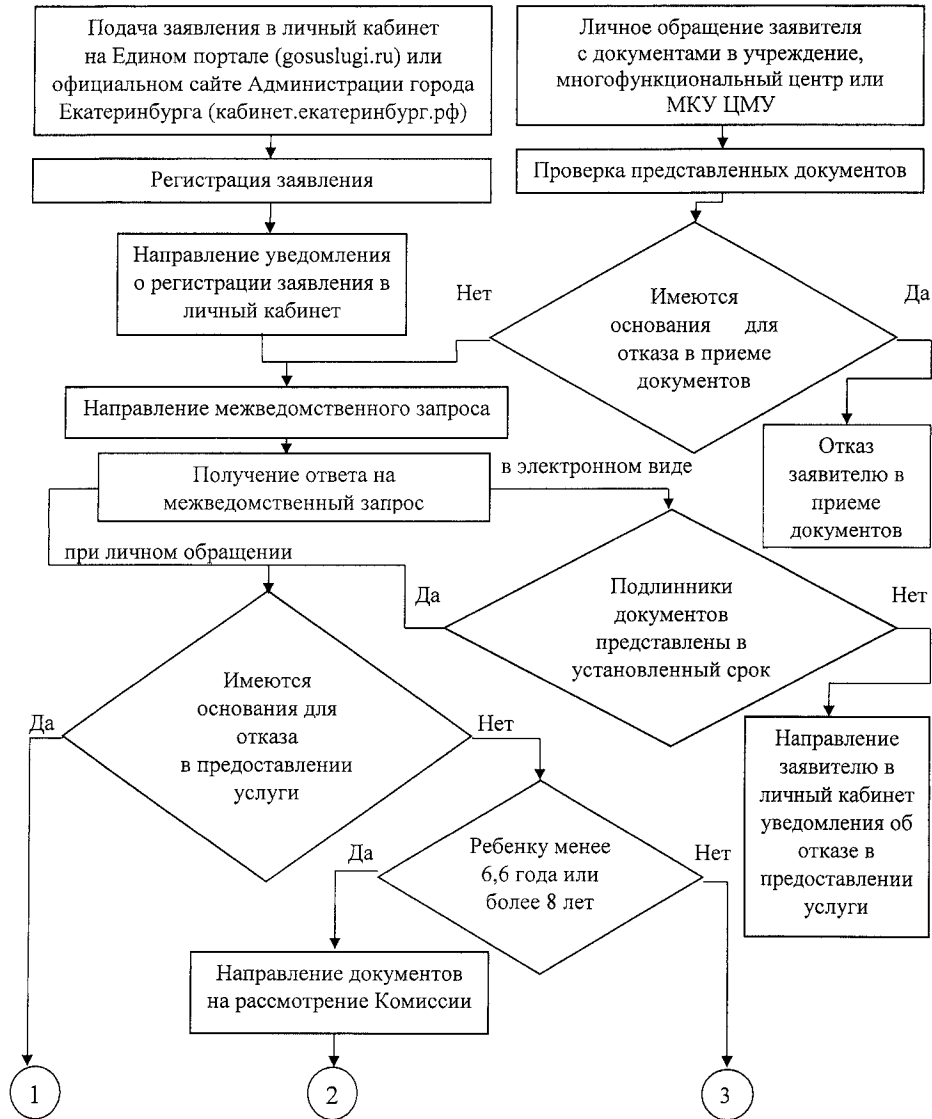 Подача заявления в личный кабинет
на Едином портале (gosuslugi.ru) или
официальном сайте Администрации города
Екатеринбурга (кабинет.екатеринбург.рф)
Личное обращение заявителя
с документами в учреждение,
многофункциональный центр или
МКУ ЦМУ
Регистрация заявления
Проверка представленных документов
Направление уведомления
о регистрации заявления в
личный кабинет
Нет
Имеются
основания для
отказа в приеме
документов
Да
Направление межведомственного запроса
Отказ
заявителю в
приеме
документов
Получение ответа на
межведомственный запрос
в электронном виде
при личном обращении
Да
Подлинники
документов
представлены в
установленный срок
Нет
Да
Имеются
основания для
отказа
в предоставлении
услуги
Нет
Направление
заявителю в
личный кабинет
уведомления об
отказе в
предоставлении
услуги
Да
Ребенку менее
6,6 года или
более 8 лет
Нет
Направление документов
на рассмотрение Комиссии
1
2
3